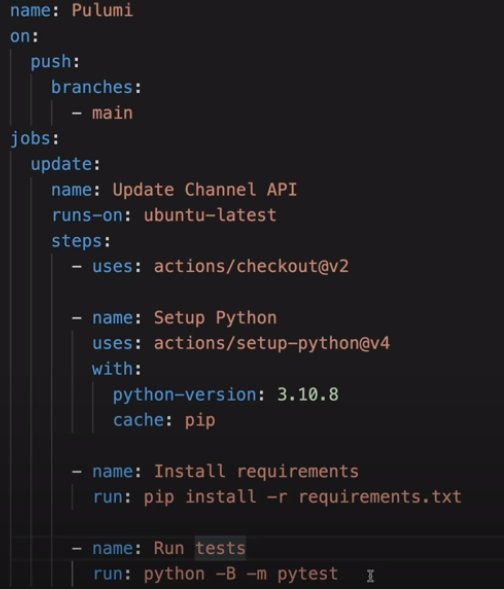 name: Pulumi
on:
  push:
    branches:
      - main
jobs:
  update:
    name: Update Channel API
    runs-on: ubuntu-latest
    steps:
      - uses: actions/checkout@v2

      - name: Setup Python
        uses: actions/setup-python@v4
        with:
          python-version: 3.10.8
          cache: pip

      - name: Install requirements
        run: pip install -r requirements.txt

      - name: Run tests
        run: python -B -m pytest